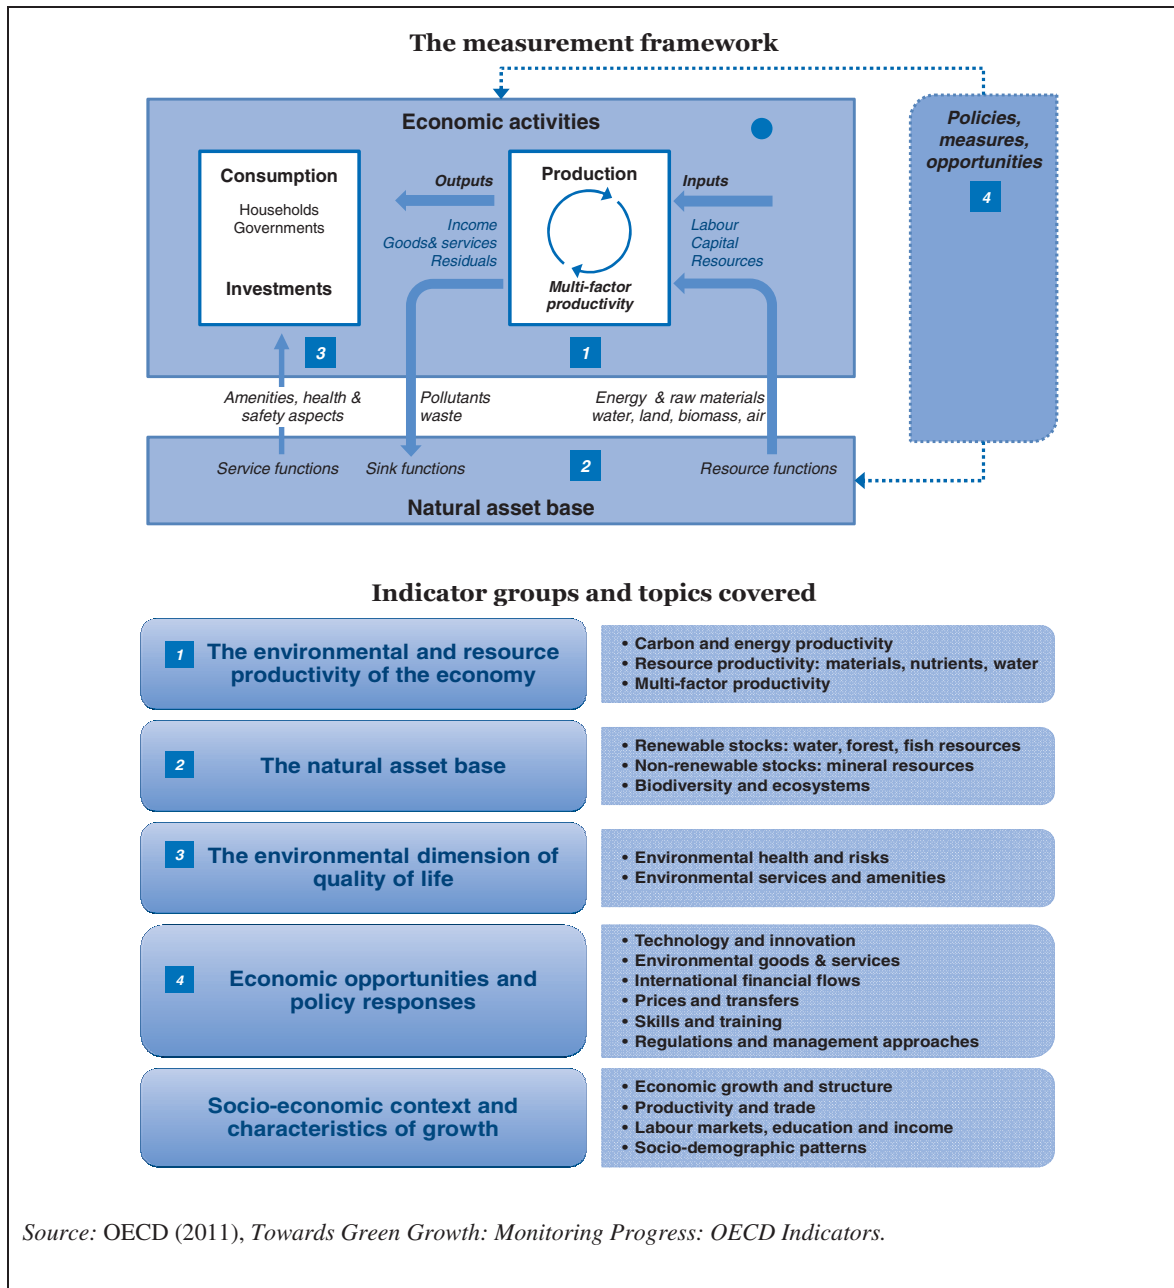 The measurement framework
Economic activities
Policies,
measures,
opportunities
4
Consumption
Households
Governments
Investments
Outputs
Income
Goods& services
Residuals
Production
Multi-factor
productivity
Inputs
Labour
Capital
Resources
3
1
Amenities, health &
safety aspects
Pollutants
waste
Energy & raw materials
water, land, biomass, air
Service functions
Sink functions
2
Resource functions
Natural asset base
Indicator groups and topics covered
1
The environmental and resource
productivity of the economy
• Carbon and energy productivity
• Resource productivity: materials, nutrients, water
• Multi-factor productivity
2
The natural asset base
• Renewable stocks: water, forest, fish resources
• Non-renewable stocks: mineral resources
• Biodiversity and ecosystems
3
The environmental dimension of
quality of life
• Environmental health and risks
• Environmental services and amenities
4
Economic opportunities and
policy responses
• Technology and innovation
• Environmental goods & services
• International financial flows
• Prices and transfers
• Skills and training
• Regulations and management approaches
Socio-economic context and
characteristics of growth
• Economic growth and structure
• Productivity and trade
• Labour markets, education and income
• Socio-demographic patterns
Source: OECD (2011), Towards Green Growth: Monitoring Progress: OECD Indicators.